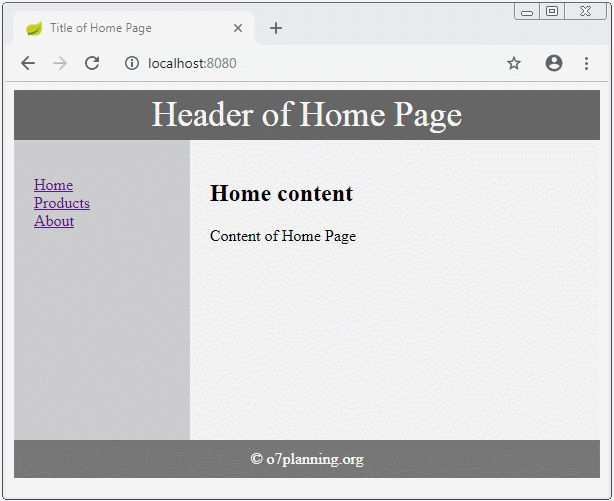 Title of Home Page
localhost:8080
Header of Home Page
Home
Products
About
Home content
Content of Home Page
© o7planning.org